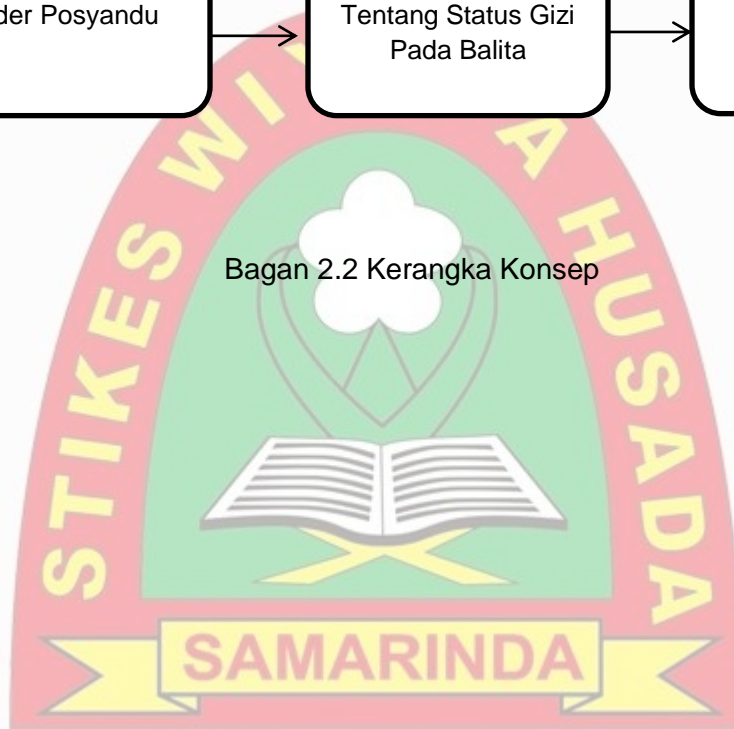 der Posyandu
Tentang Status Gizi
Pada Balita
Bagan 2.2 Kerangka Konsep
STIKES WI A HUSADA
SAMARINDA